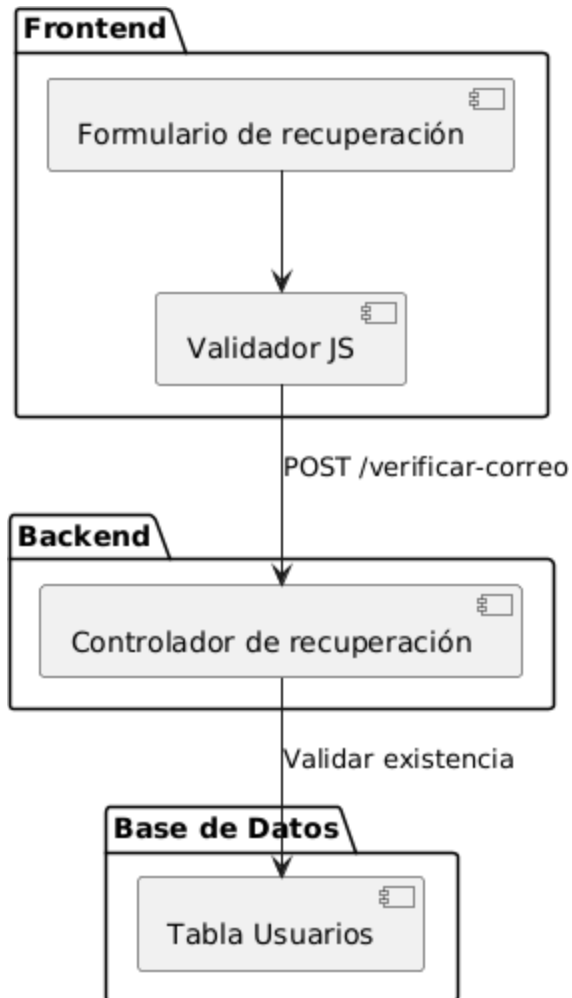 Frontend
Formulario de recuperación
Validador JS
POST /verificar-correo
Backend
Controlador de recuperación
Validar existencia
Base de Datos
Tabla Usuarios